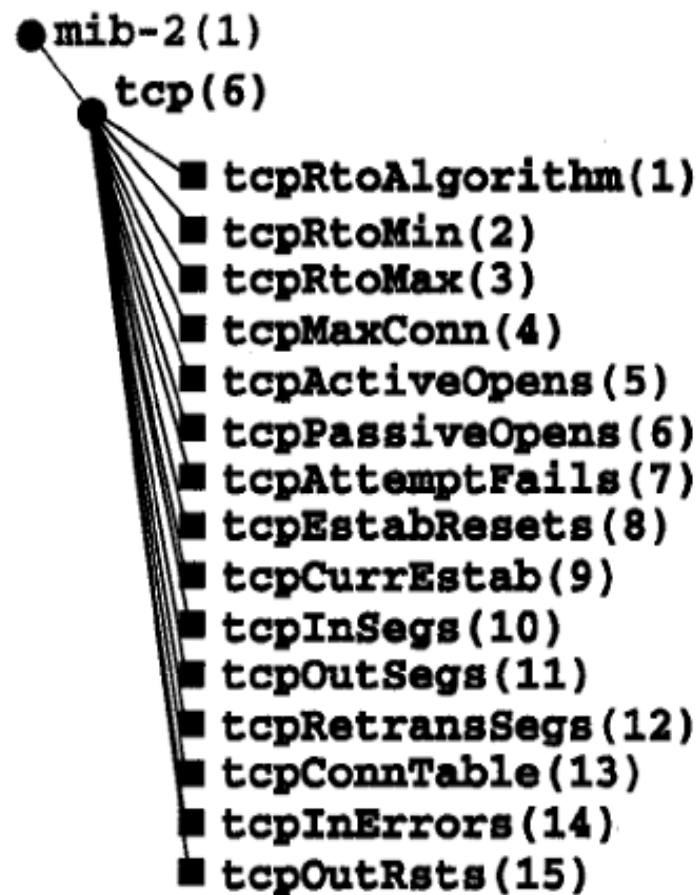 mib-2(1)
tcp(6)
tcpRtoAlgorithm(1)
tcpRtoMin(2)
tcpRtoMax(3)
tcpMaxConn(4)
tcpActiveOpens(5)
tcpPassiveOpens(6)
tcpAttemptFails(7)
tcpEstabResets(8)
tcpCurrEstab(9)
tcpInSegs(10)
tcpOutSegs(11)
tcpRetransSegs(12)
tcpConnTable(13)
tcpInErrors(14)
tcpOutRsts(15)